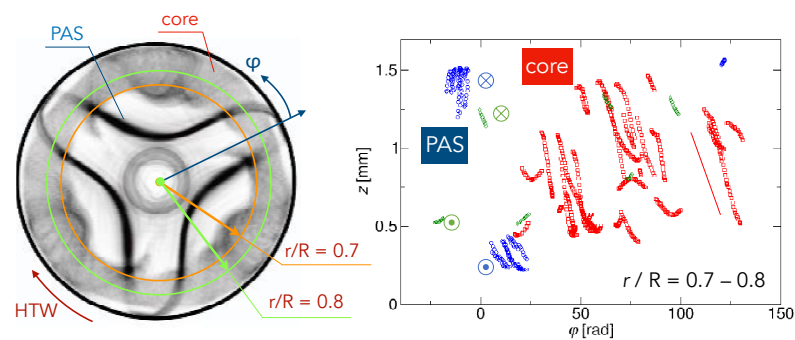 core
PAS
φ
r/R = 0.7
r/R = 0.8
HTW
z [mm]
1.5
1
0.5
0
core
PAS
r / R = 0.7 – 0.8
0
50
100
150
φ [rad]